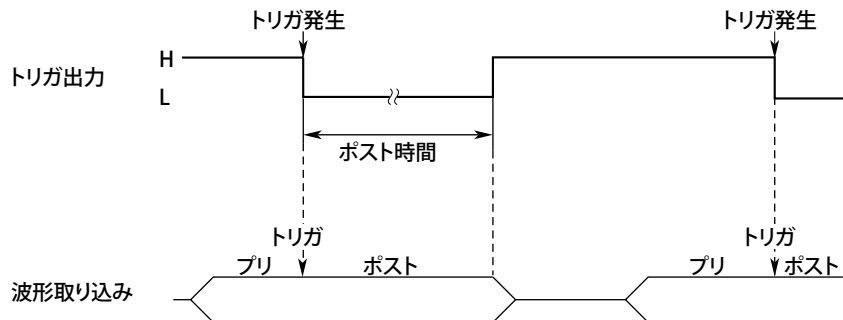 トリガ発生 トリガ発生
H
トリガ出力
L
ポスト時間
トリガ トリガ
プリ ポスト プリ ポスト
波形取り込み